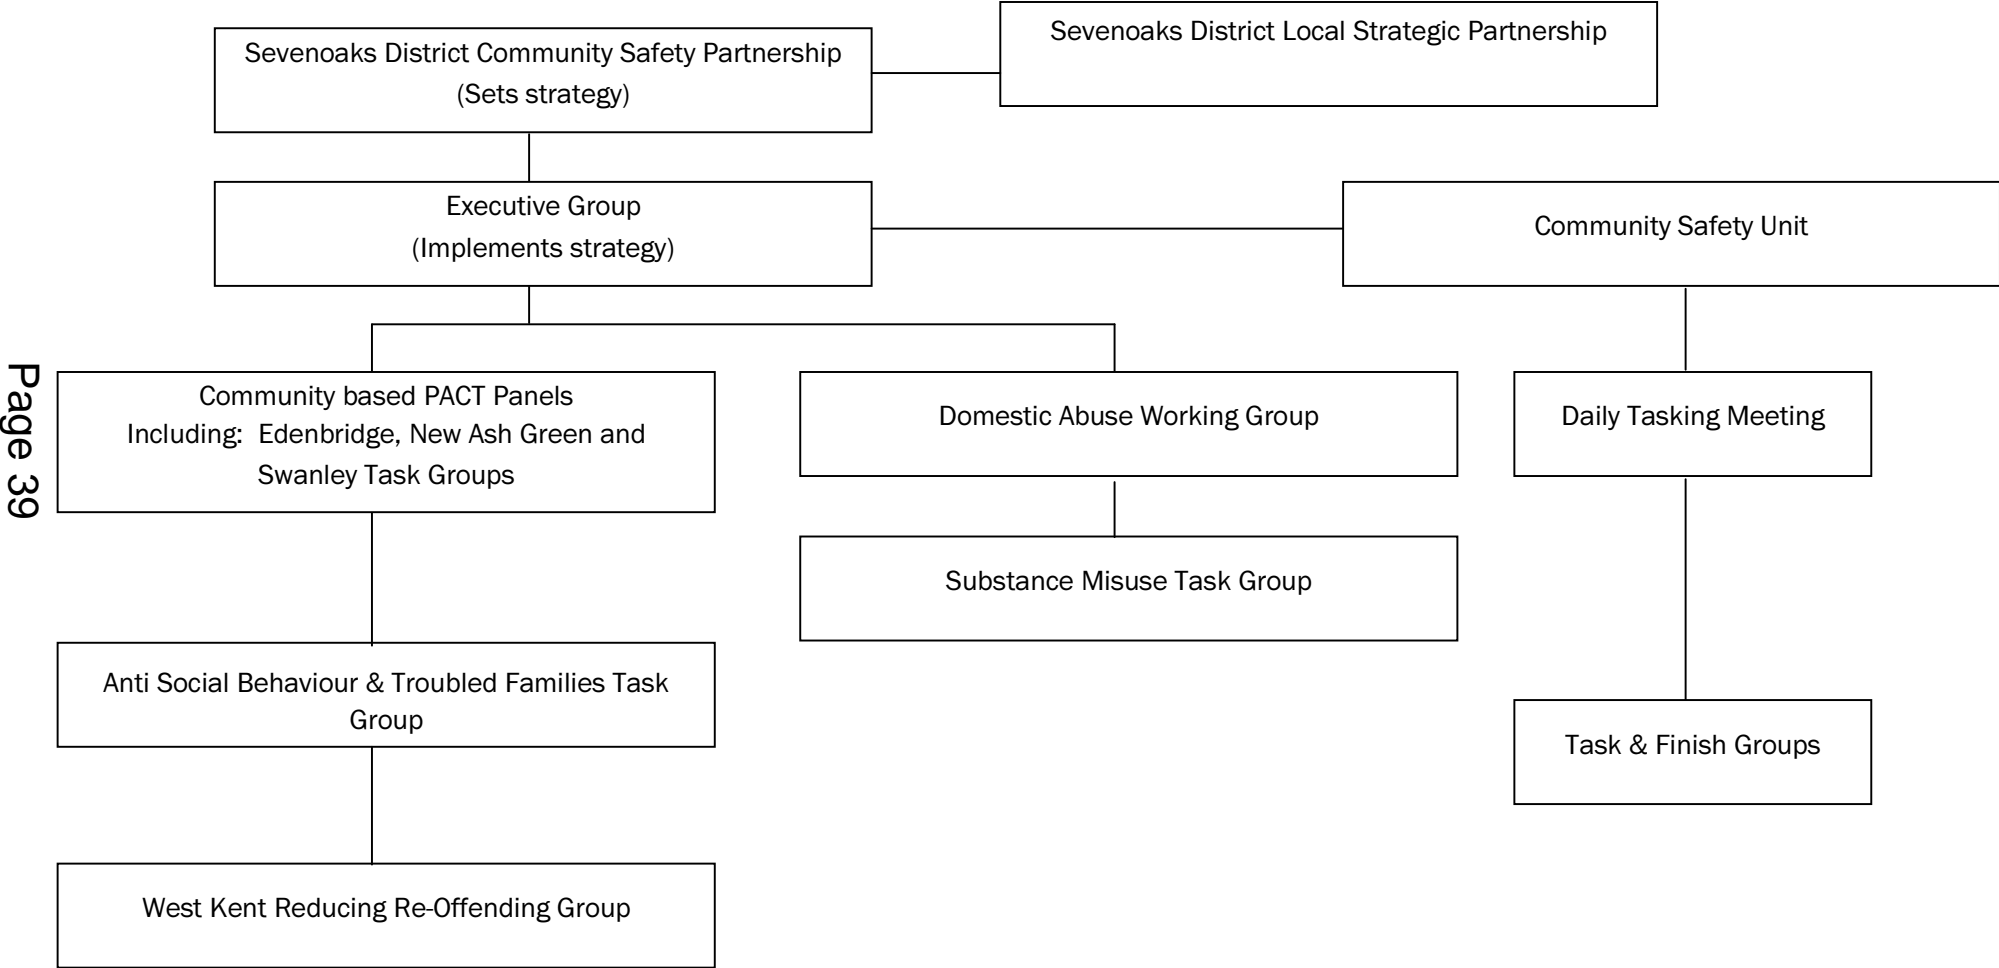 Sevenoaks District Local Strategic Partnership
Sevenoaks District Community Safety Partnership
(Sets strategy)
Executive Group
(Implements strategy)
Community Safety Unit
Page 39
Community based PACT Panels
Including: Edenbridge, New Ash Green and
Swanley Task Groups
Domestic Abuse Working Group
Daily Tasking Meeting
Substance Misuse Task Group
Anti Social Behaviour & Troubled Families Task
Group
Task & Finish Groups
West Kent Reducing Re-Offending Group